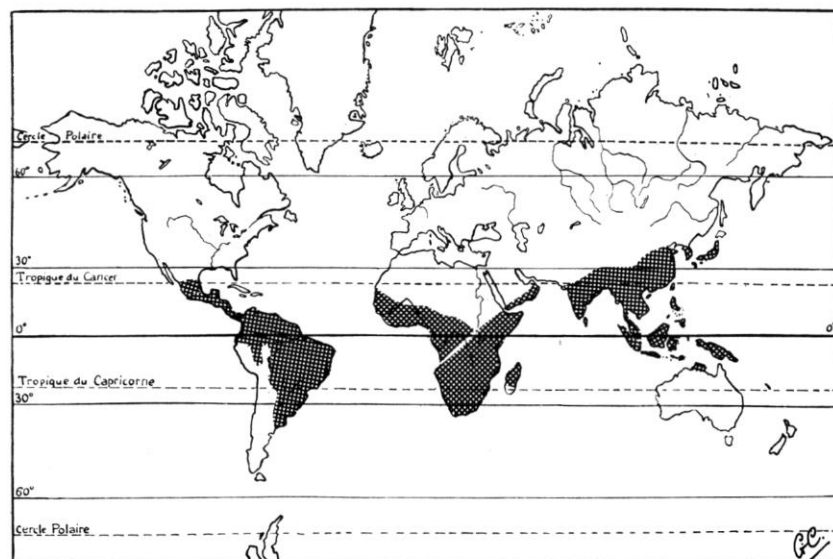 Cercle Polaire
60°
30°
Tropique du Cancer
0° 0°
Tropique du Capricorne
30°
60°
Cercle Polaire
G.C.